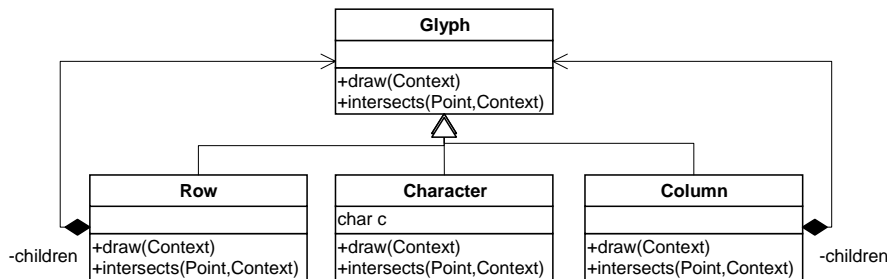 Glyph
+draw(Context)
+intersects(Point,Context)
Row
+draw(Context)
+intersects(Point,Context)
-children
Character
char c
+draw(Context)
+intersects(Point,Context)
Column
+draw(Context)
+intersects(Point,Context)
-children